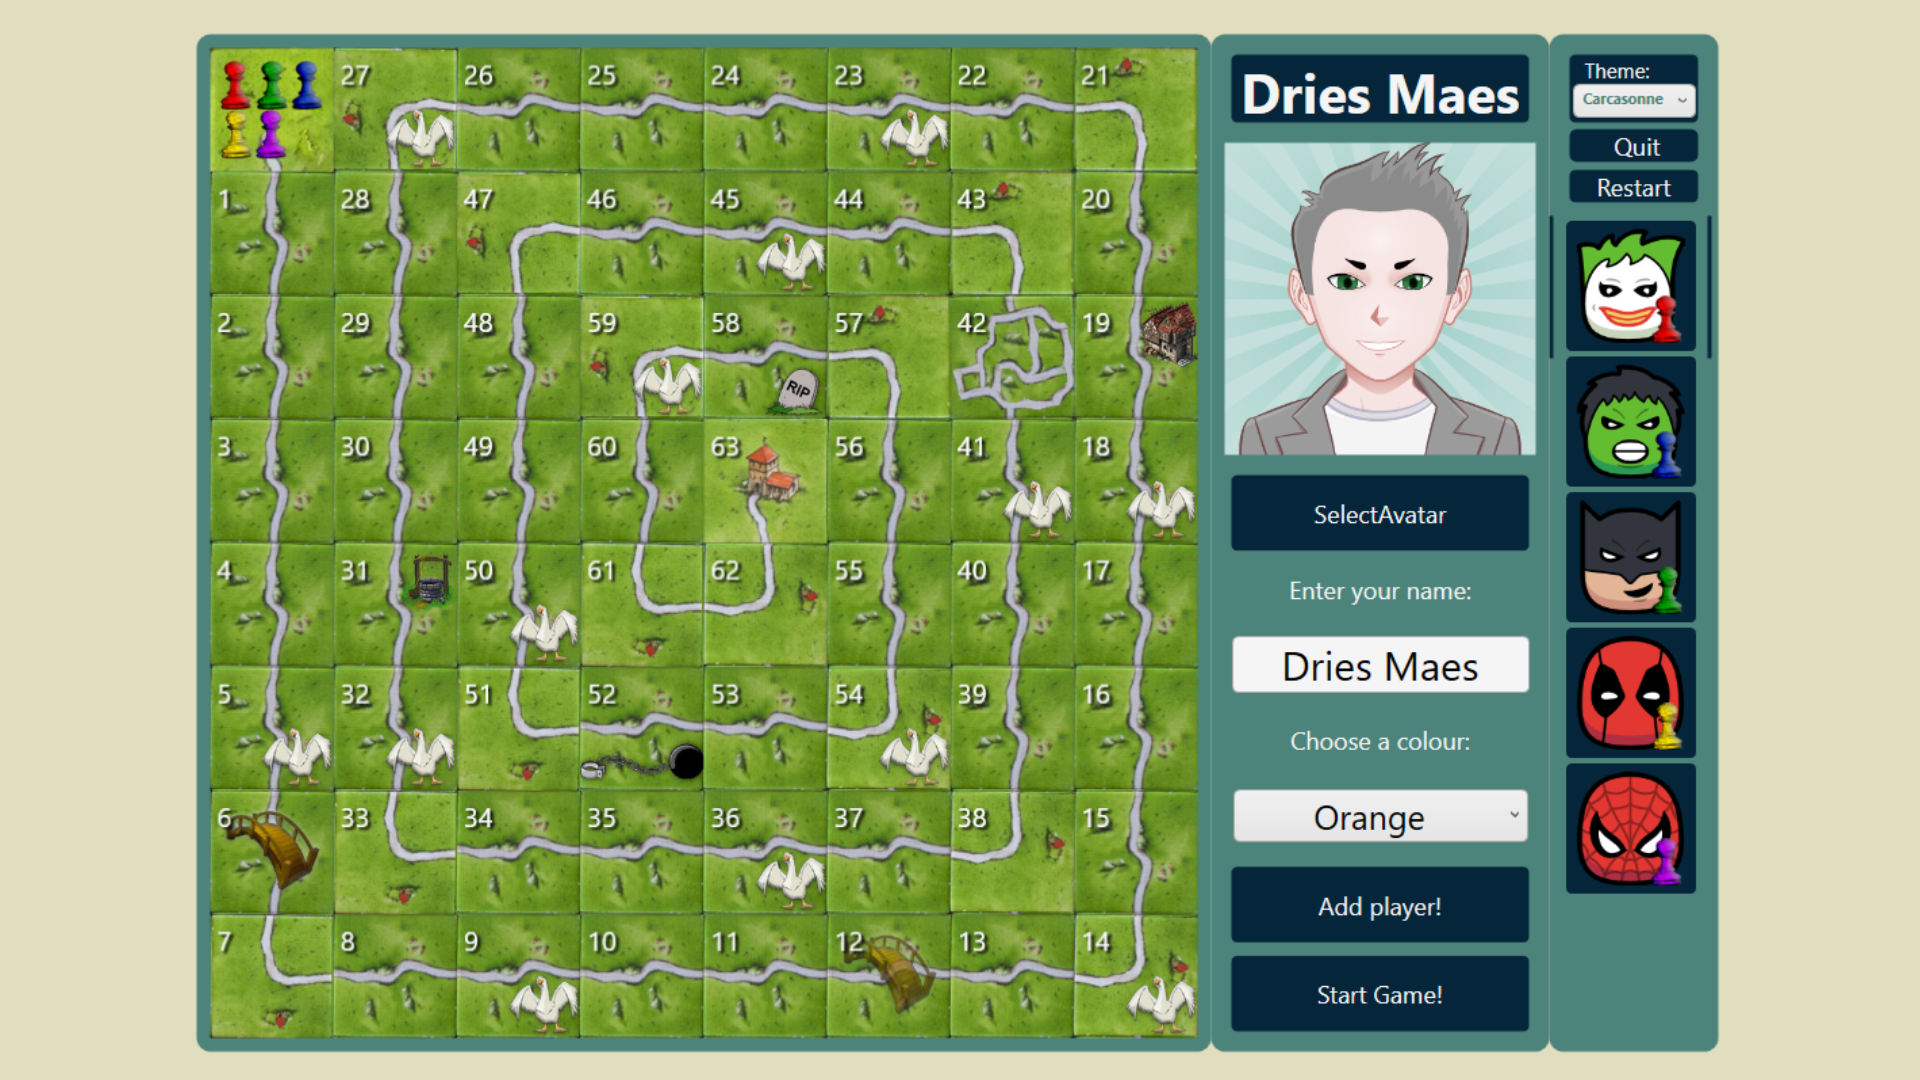 27 26 25 24 23 22 21
1 28 47 46 45 44 43 20
2 29 48 59 58 57 42 19
RIP
3 30 49 60 63 56 41 18
4 31 50 61 62 55 40 17
5 32 51 52 53 54 39 16
6 33 34 35 36 37 38 15
7 8 9 10 11 12 13 14
Dries Maes
SelectAvatar
Enter your name:
Dries Maes
Choose a colour:
Orange
Add player!
Start Game!
Theme:
Carcasonne
Quit
Restart